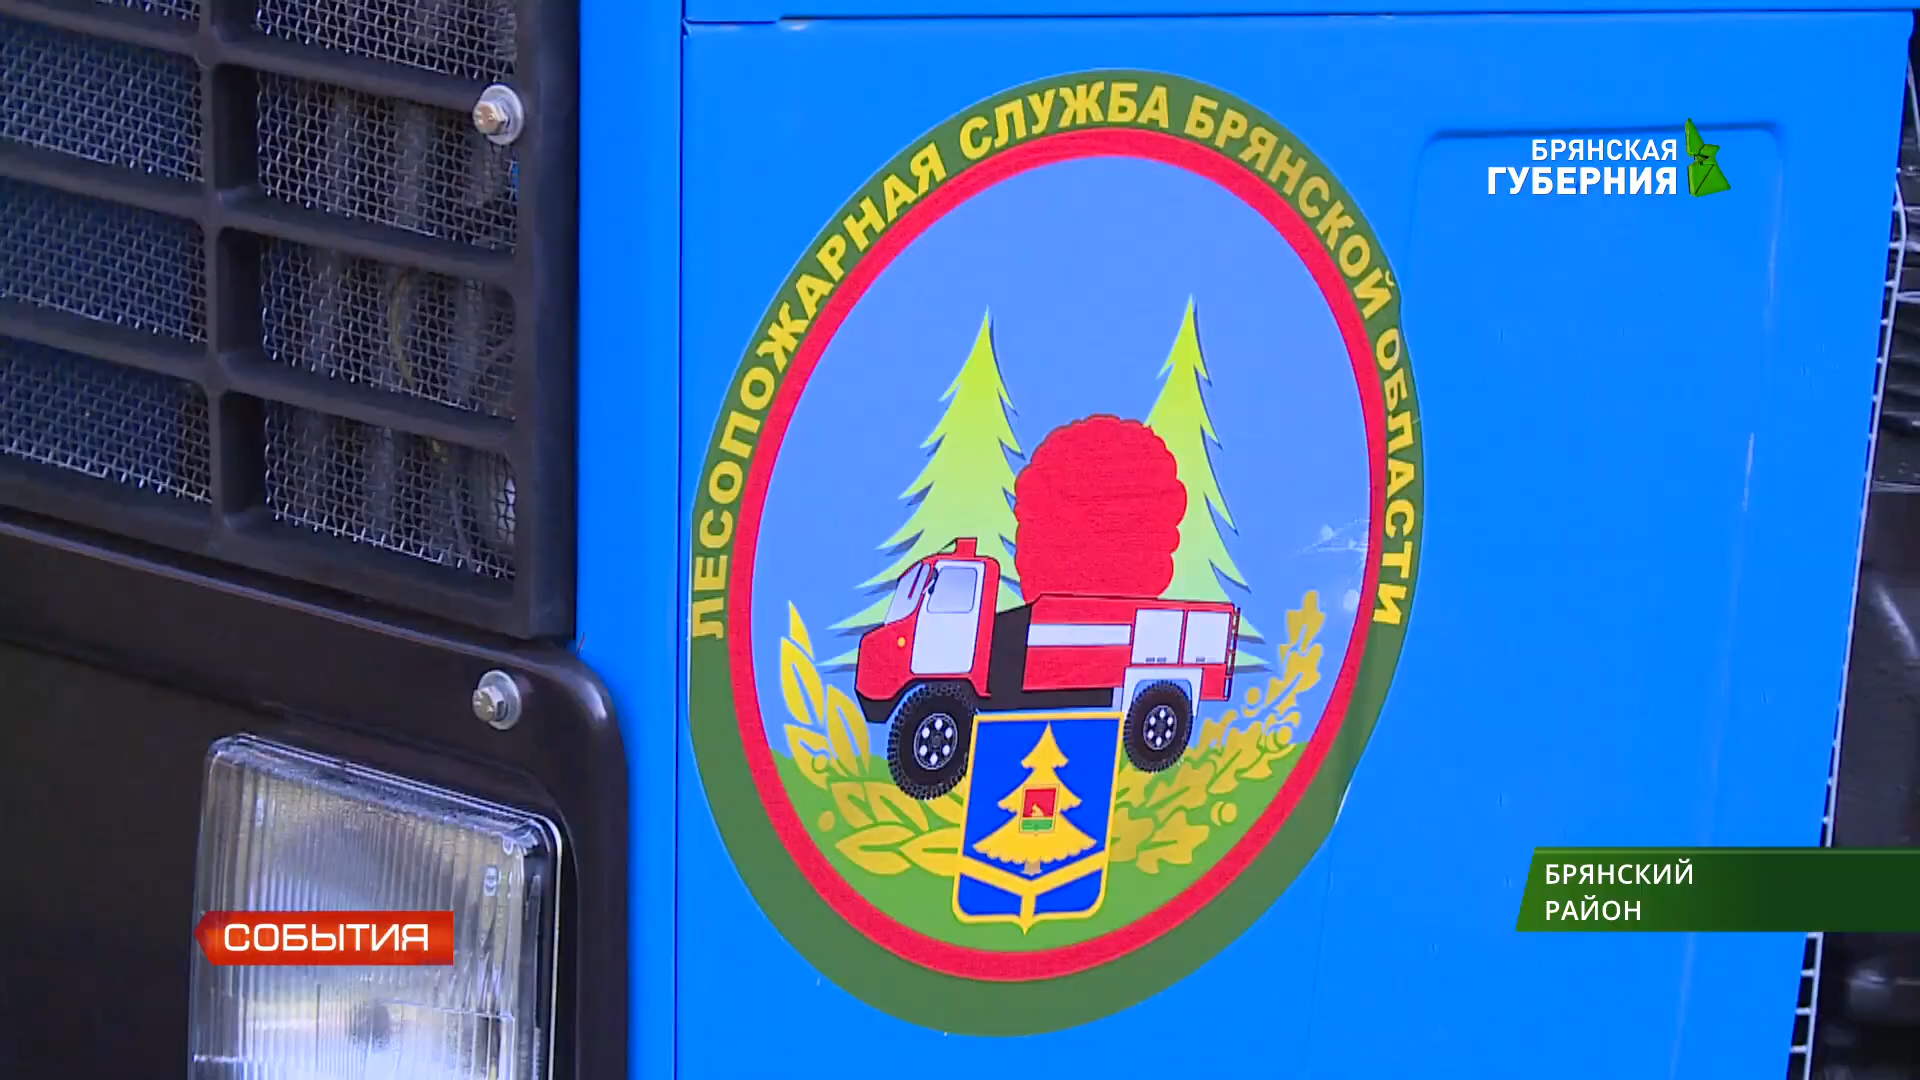 ЛЕСОПОЖАРНАЯ СЛУЖБА БРЯНСКОЙ ОБЛАСТИ
БРЯНСКАЯ
ГУБЕРНИЯ
БРЯНСКИЙ
РАЙОН
СОБЫТИЯ